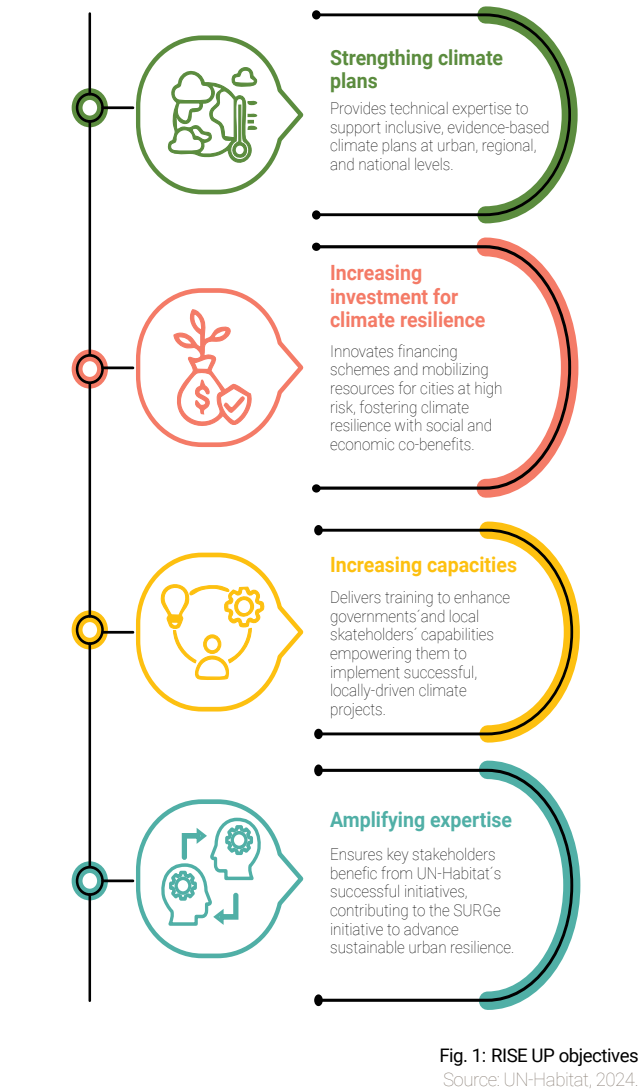 Strengthing climate
plans
Provides technical expertise to
support inclusive, evidence-based
climate plans at urban, regional,
and national levels.
Increasing
investment for
climate resilience
Innovates financing
schemes and mobilizing
resources for cities at high
risk, fostering climate
resilience with social and
economic co-benefits.
$
Increasing capacities
Delivers training to enhance
governments´and local
skateholders´ capabilities
empowering them to
implement successful,
locally-driven climate
projects.
Amplifying expertise
Ensures key stakeholders
benefit from UN-Habitat´s
successful initiatives,
contributing to the SURGe
initiative to advance
sustainable urban resilience.
Fig. 1: RISE UP objectives
Source: UN-Habitat, 2024.